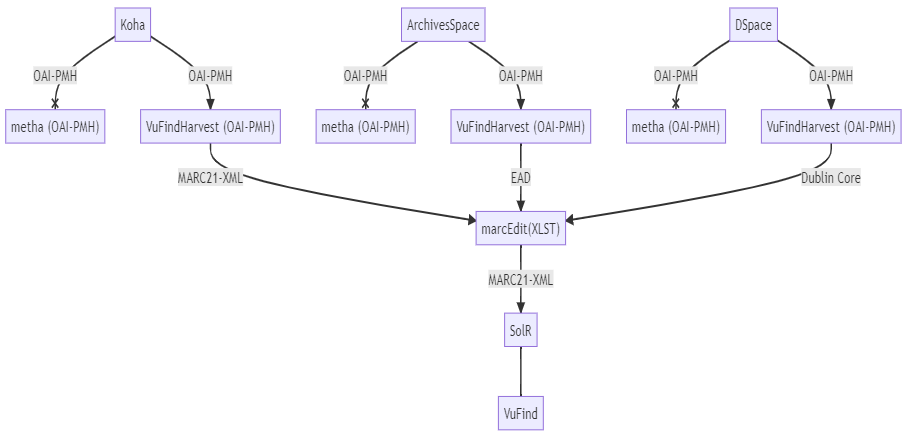 Koha
ArchivesSpace
DSpace
OAI-PMH
OAI-PMH
OAI-PMH
OAI-PMH
OAI-PMH
OAI-PMH
metha (OAI-PMH)
VuFindHarvest (OAI-PMH)
metha (OAI-PMH)
VuFindHarvest (OAI-PMH)
metha (OAI-PMH)
VuFindHarvest (OAI-PMH)
MARC21-XML
EAD
Dublin Core
marcEdit(XLST)
MARC21-XML
SolR
VuFind